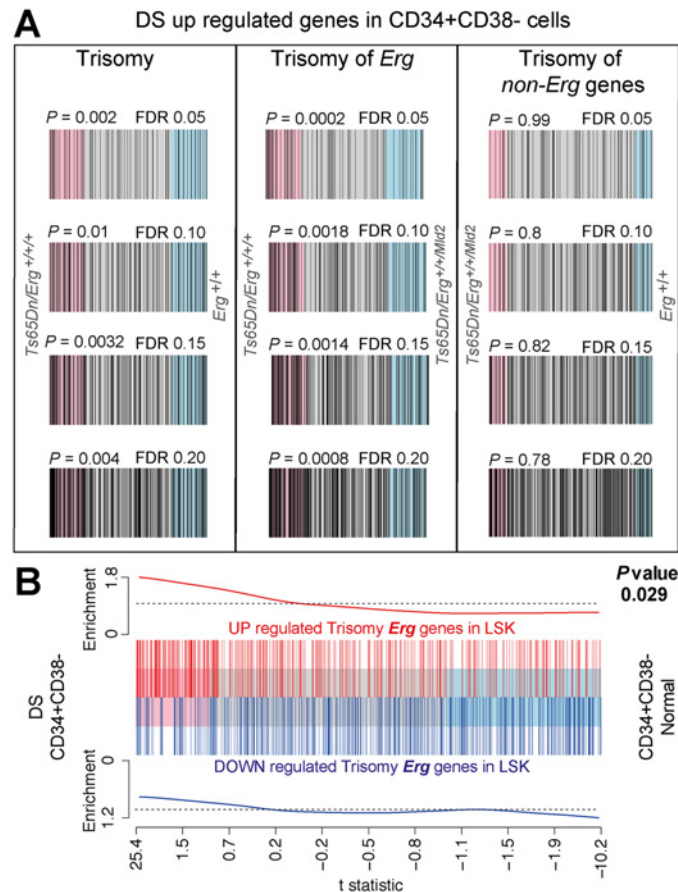 A
DS up regulated genes in CD34+CD38- cells
Trisomy
P = 0.002 FDR 0.05
P = 0.01 FDR 0.10
P = 0.0032 FDR 0.15
P = 0.004 FDR 0.20
Ts65Dn/Erg+/+/+
Erg+/+
Trisomy of Erg
P = 0.0002 FDR 0.05
P = 0.0018 FDR 0.10
P = 0.0014 FDR 0.15
P = 0.0008 FDR 0.20
Ts65Dn/Erg+/+/+
Ts65Dn/Erg+/+/Mld2
Trisomy of
non-Erg genes
P = 0.99 FDR 0.05
P = 0.8 FDR 0.10
P = 0.82 FDR 0.15
P = 0.78 FDR 0.20
Ts65Dn/Erg+/+/Mld2
Erg+/+
B
P value
0.029
Enrichment
1.8
0
UP regulated Trisomy Erg genes in LSK
DS
CD34+CD38-
CD34+CD38-
Normal
DOWN regulated Trisomy Erg genes in LSK
Enrichment
0
1.2
25.4 1.5 0.7 0.2 -0.2 -0.5 -0.8 -1.1 -1.5 -1.9 -10.2
t statistic